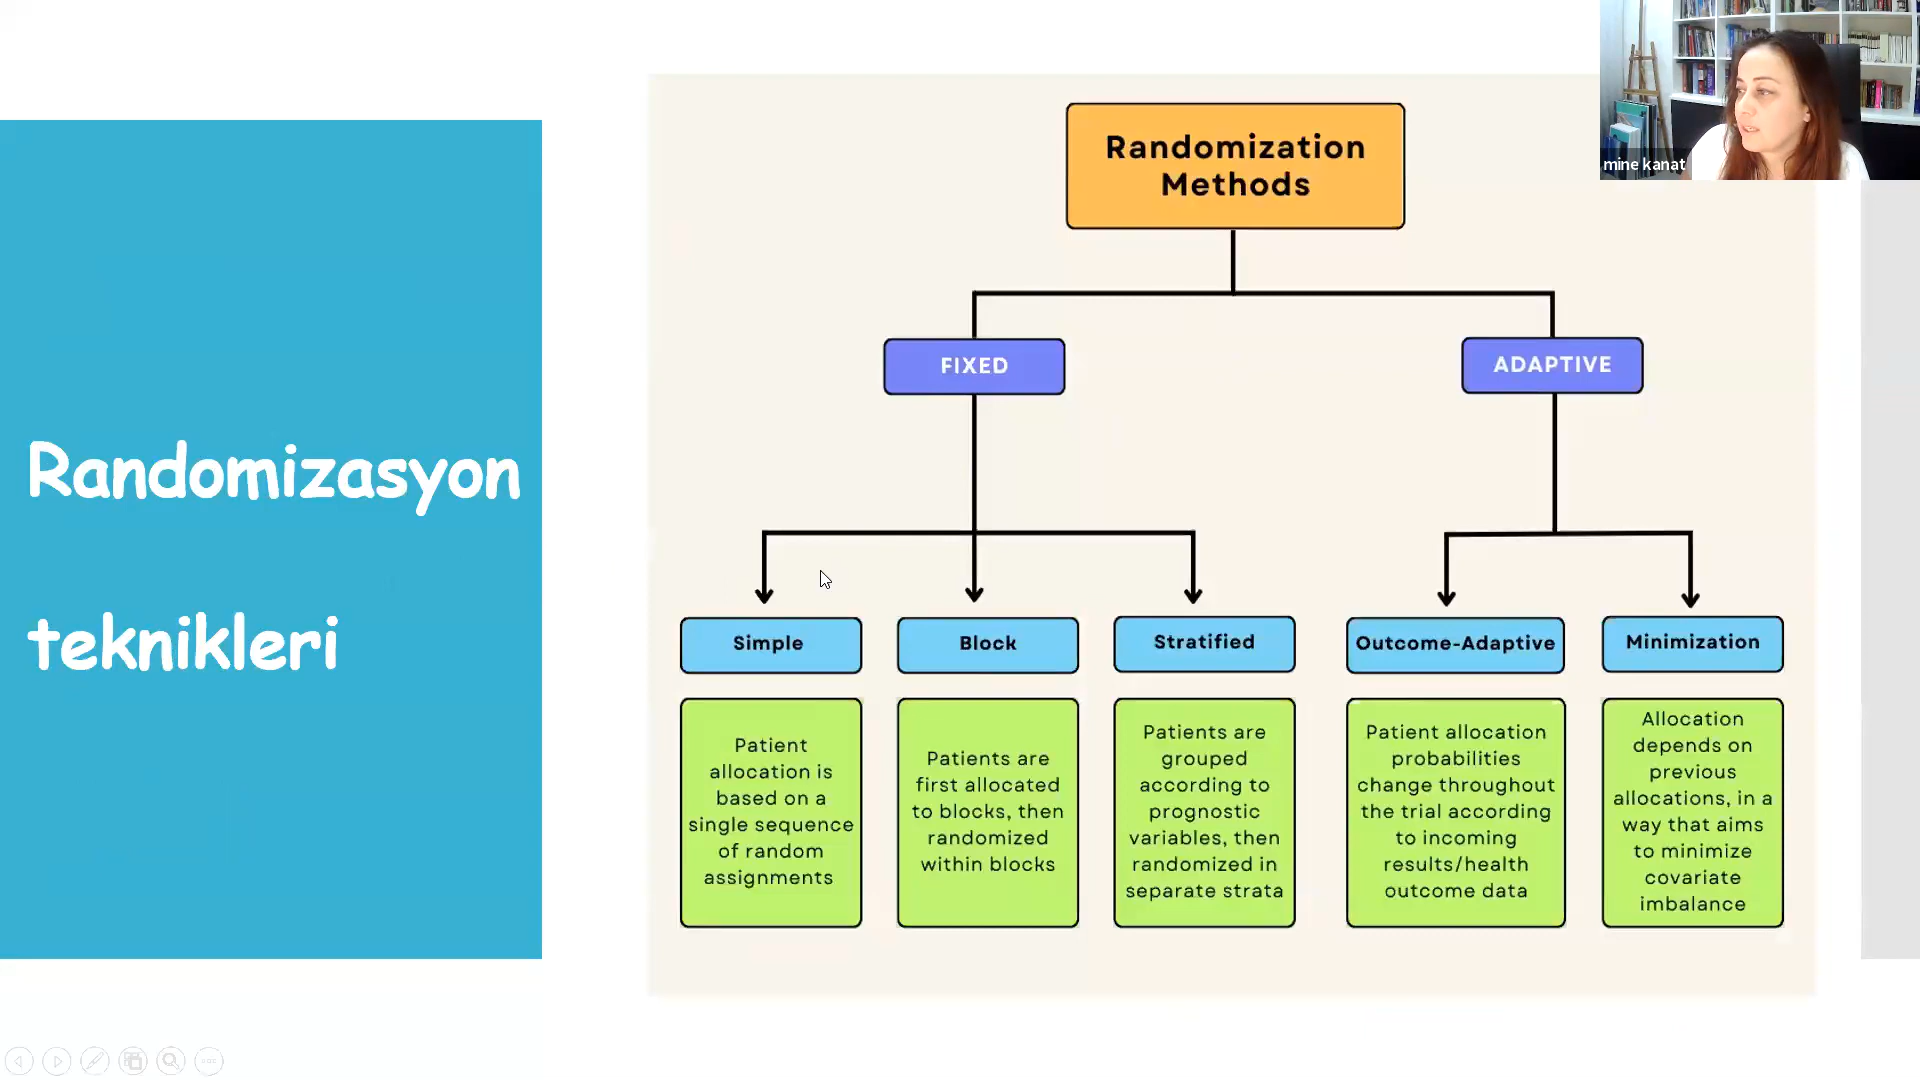 Randomizasyon
teknikleri
Randomization
Methods
FIXED
ADAPTIVE
Simple
Patient
allocation is
based on a
single sequence
of random
assignments
Block
Patients are
first allocated
to blocks, then
randomized
within blocks
Stratified
Patients are
grouped
according to
prognostic
variables, then
randomized in
separate strata
Outcome-Adaptive
Patient allocation
probabilities
change throughout
the trial according
to incoming
results/health
outcome data
Minimization
Allocation
depends on
previous
allocations, in a
way that aims
to minimize
covariate
imbalance
mine kanat